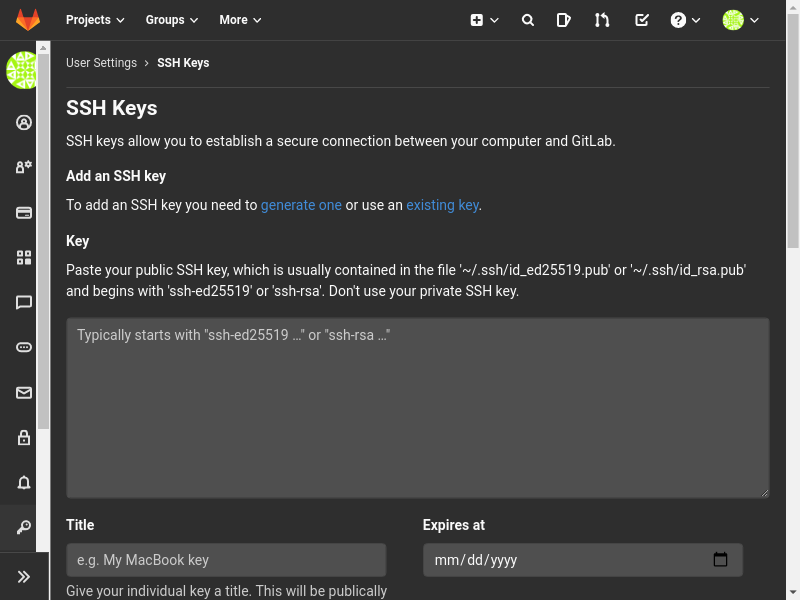 Projects Groups More
User Settings › SSH Keys
SSH Keys
SSH keys allow you to establish a secure connection between your computer and GitLab.
Add an SSH key
To add an SSH key you need to generate one or use an existing key.
Key
Paste your public SSH key, which is usually contained in the file '~/.ssh/id_ed25519.pub' or '~/.ssh/id_rsa.pub'
and begins with 'ssh-ed25519' or 'ssh-rsa'. Don't use your private SSH key.
Typically starts with "ssh-ed25519 …" or "ssh-rsa …"
Title Expires at
e.g. My MacBook key mm/dd/yyyy
Give your individual key a title. This will be publically